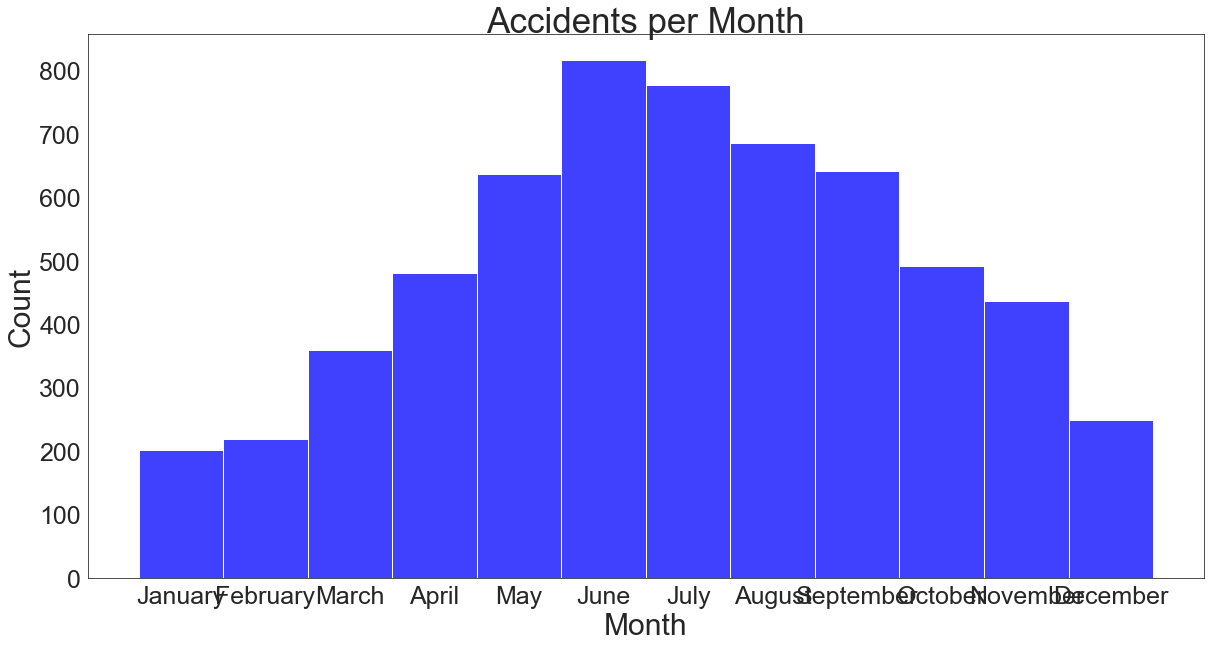 Accidents per Month
800
700
600
500
400
300
200
100
0
Count
January February March April May June July August September October November December
Month